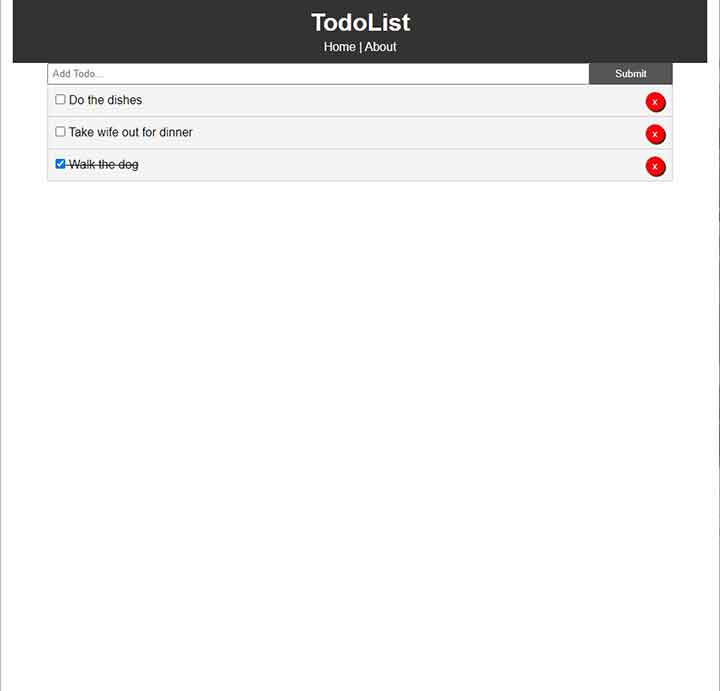 TodoList
Home | About
Add Todo...
Submit
Do the dishes
x
Take wife out for dinner
x
Walk the dog
x